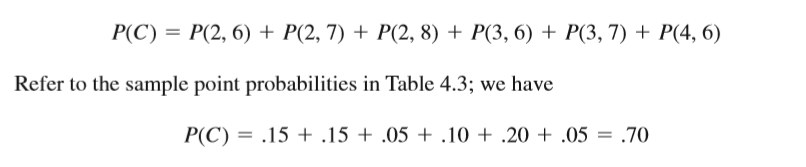 P(C) = P(2, 6) + P(2, 7) + P(2, 8) + P(3, 6) + P(3, 7) + P(4, 6)
Refer to the sample point probabilities in Table 4.3; we have
P(C) = .15 + .15 + .05 + .10 + .20 + .05 = .70